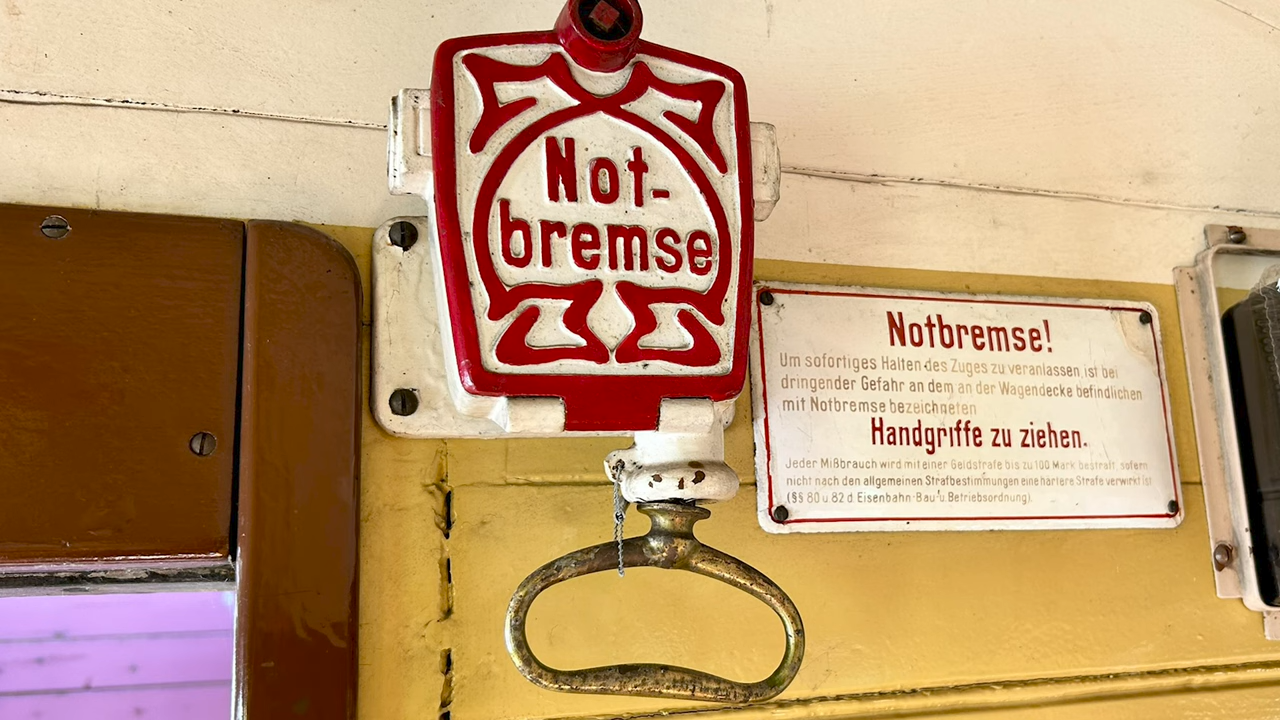 Not-
bremse
Notbremse!
Um sofortiges Halten des Zuges zu veranlassen, ist bei
dringender Gefahr an dem an der Wagendecke befindlichen
mit Notbremse bezeichneten
Handgriffe zu ziehen.
Jeder Mißbrauch wird mit einer Geldstrafe bis zu 100 Mark bestraft, sofern
nicht nach den allgemeinen Strafbestimmungen eine härtere Strafe verwirkt ist
(§§ 80 u. 82 d. Eisenbahn-Bau- u. Betriebsordnung).